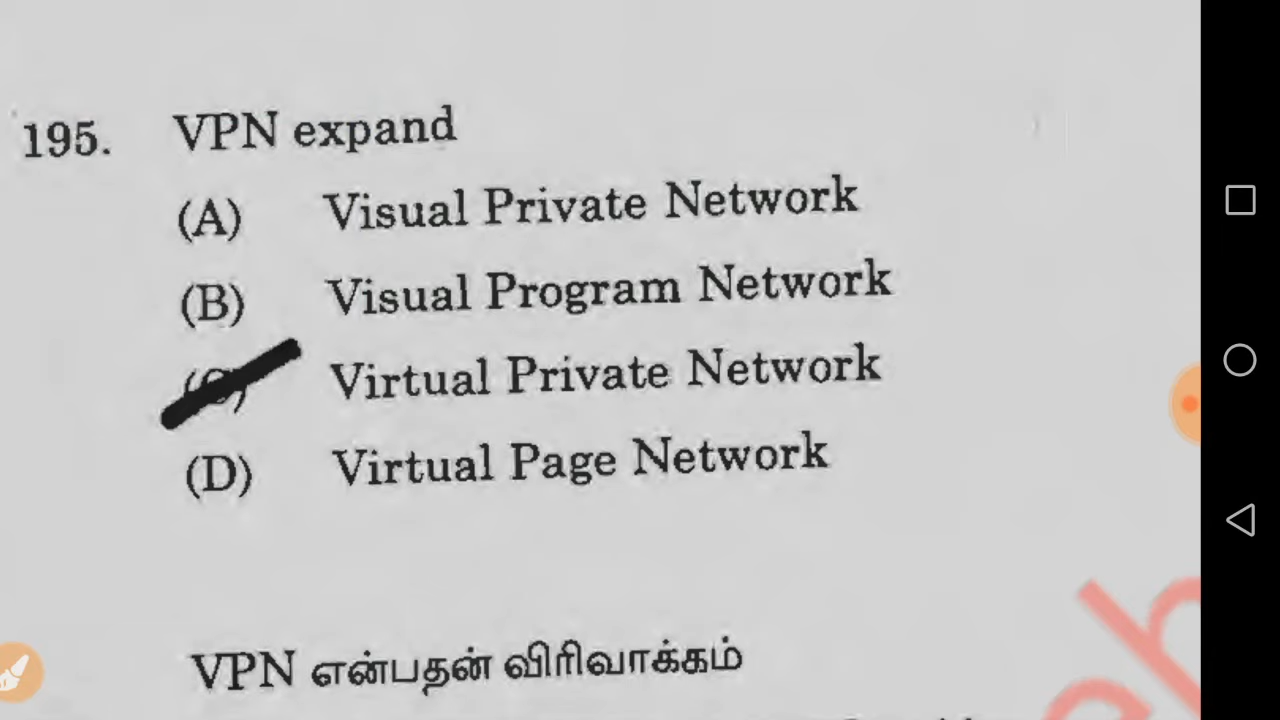 195. VPN expand
(A) Visual Private Network
(B) Visual Program Network
(C) Virtual Private Network
(D) Virtual Page Network
VPN என்பதன் விரிவாக்கம்